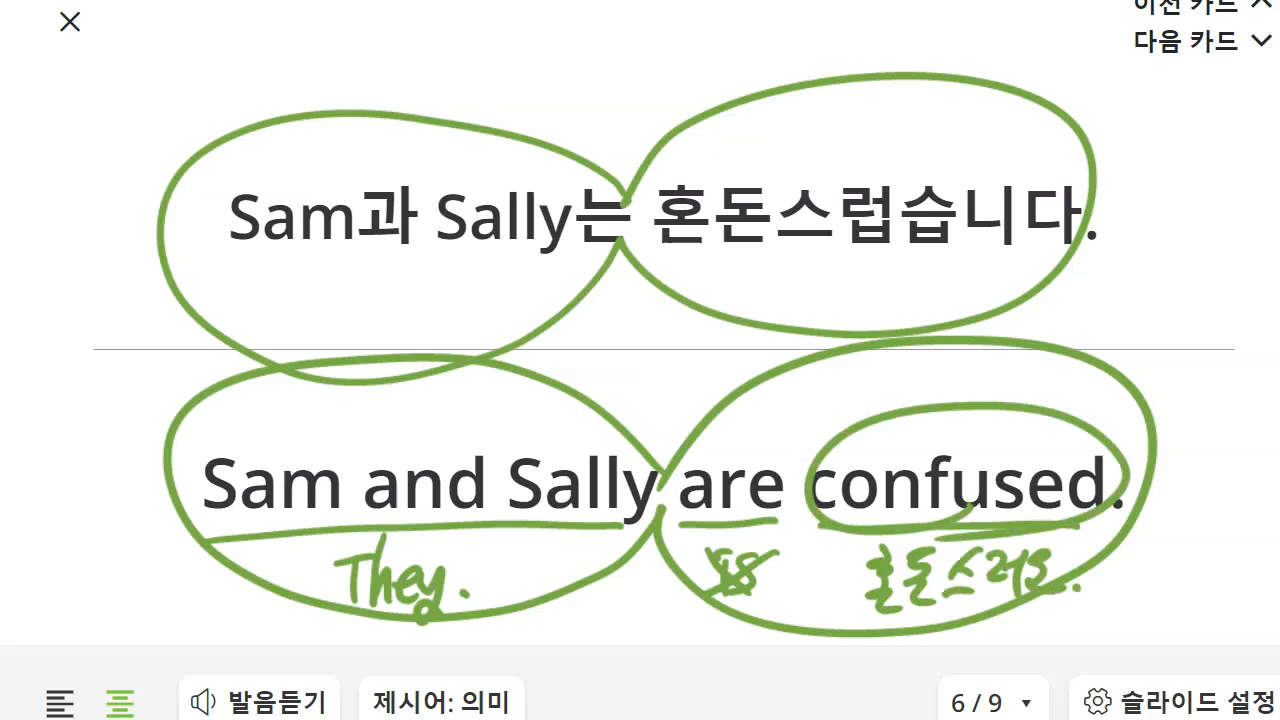 이전 카드
다음 카드
Sam과 Sally는 혼돈스럽습니다.
Sam and Sally are confused.
They.
혼돈스러운.
발음듣기
제시어: 의미
6 / 9
슬라이드 설정